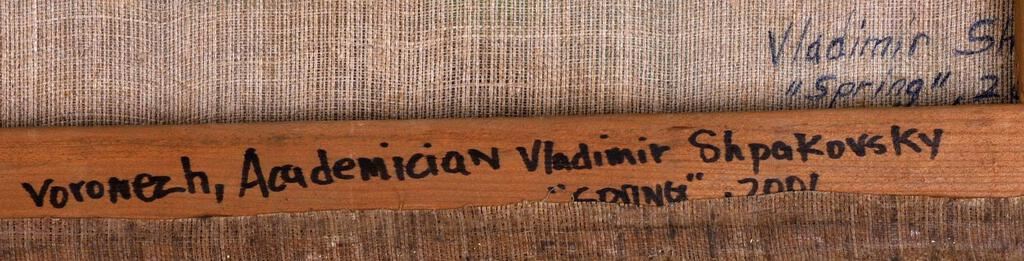 Vladimir Sh
"Spring", 2
Voronezh, Academician Vladimir Shpakovsky
"SPRING", 2001